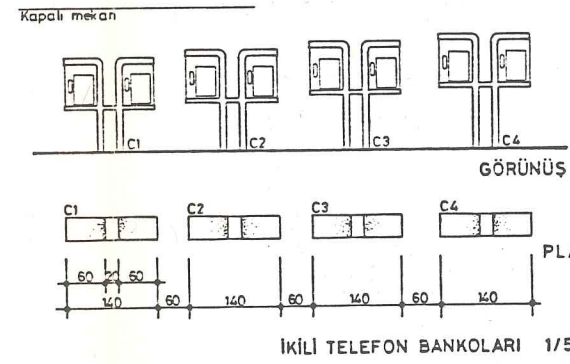 Kapalı mekan
C1 C2 C3 C4
GÖRÜNÜŞ
C1 C2 C3 C4
60 20 60
140 60 140 60 140 60 140
İKİLİ TELEFON BANKOLARI